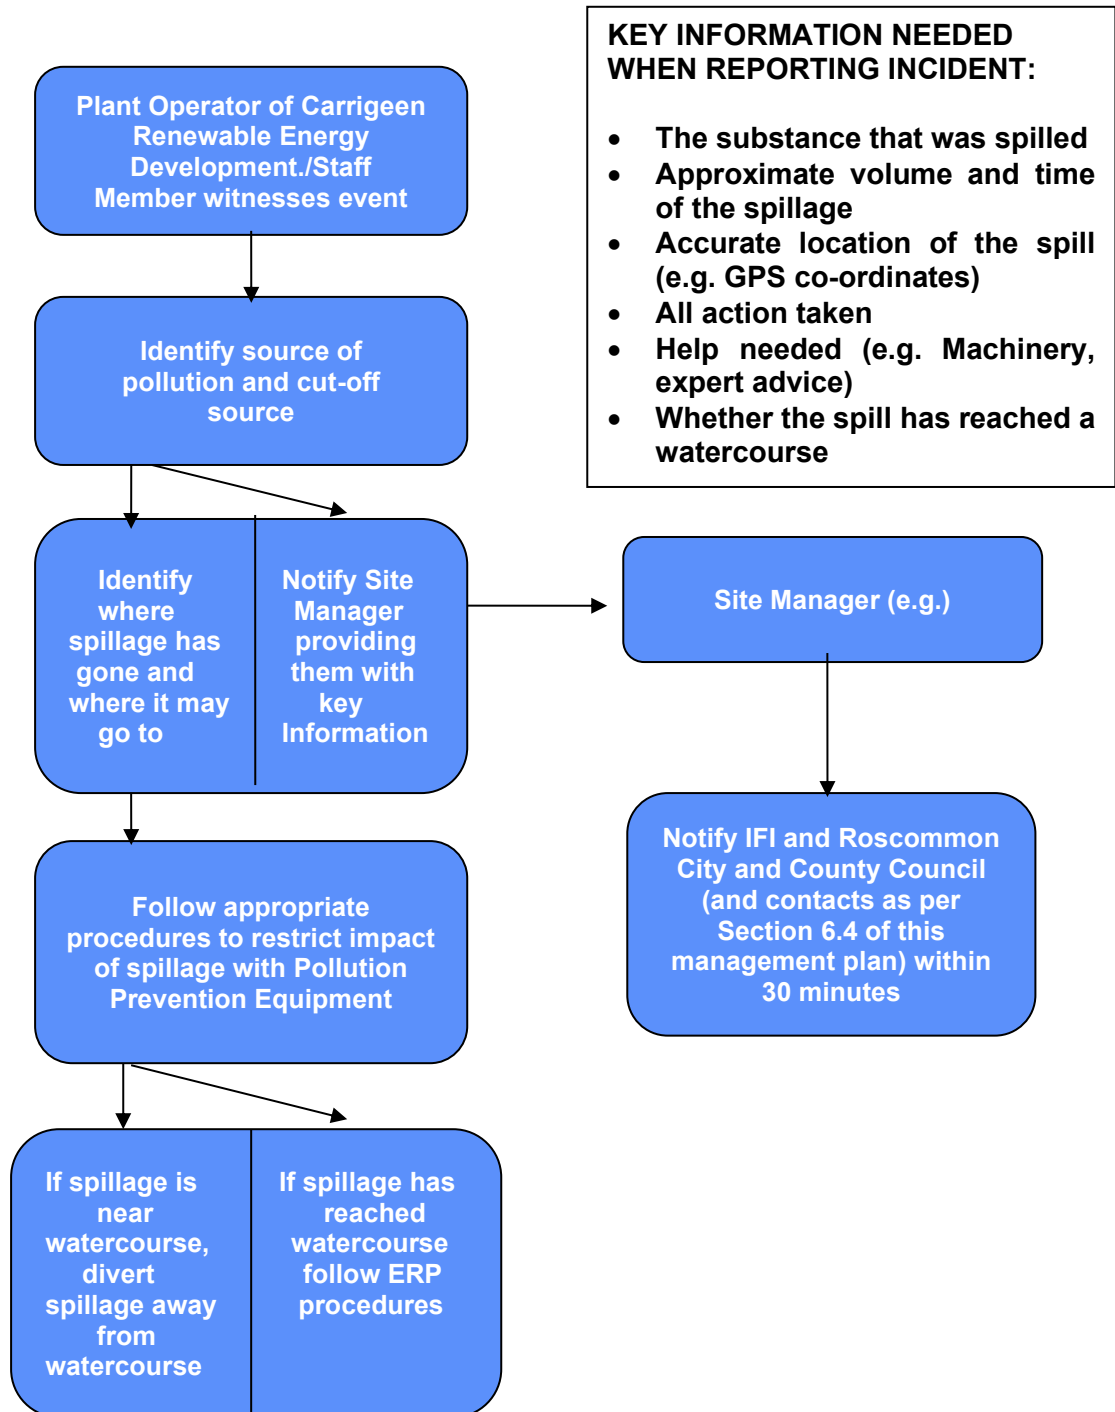 KEY INFORMATION NEEDED
WHEN REPORTING INCIDENT:
• The substance that was spilled
• Approximate volume and time
of the spillage
• Accurate location of the spill
(e.g. GPS co-ordinates)
• All action taken
• Help needed (e.g. Machinery,
expert advice)
• Whether the spill has reached a
watercourse
Plant Operator of Carrigeen
Renewable Energy
Development./Staff
Member witnesses event
Identify source of
pollution and cut-off
source
Identify
where
spillage has
gone and
where it may
go to
Notify Site
Manager
providing
them with
key
Information
Site Manager (e.g.)
Notify IFI and Roscommon
City and County Council
(and contacts as per
Section 6.4 of this
management plan) within
30 minutes
Follow appropriate
procedures to restrict impact
of spillage with Pollution
Prevention Equipment
If spillage is
near
watercourse,
divert
spillage away
from
watercourse
If spillage has
reached
watercourse
follow ERP
procedures